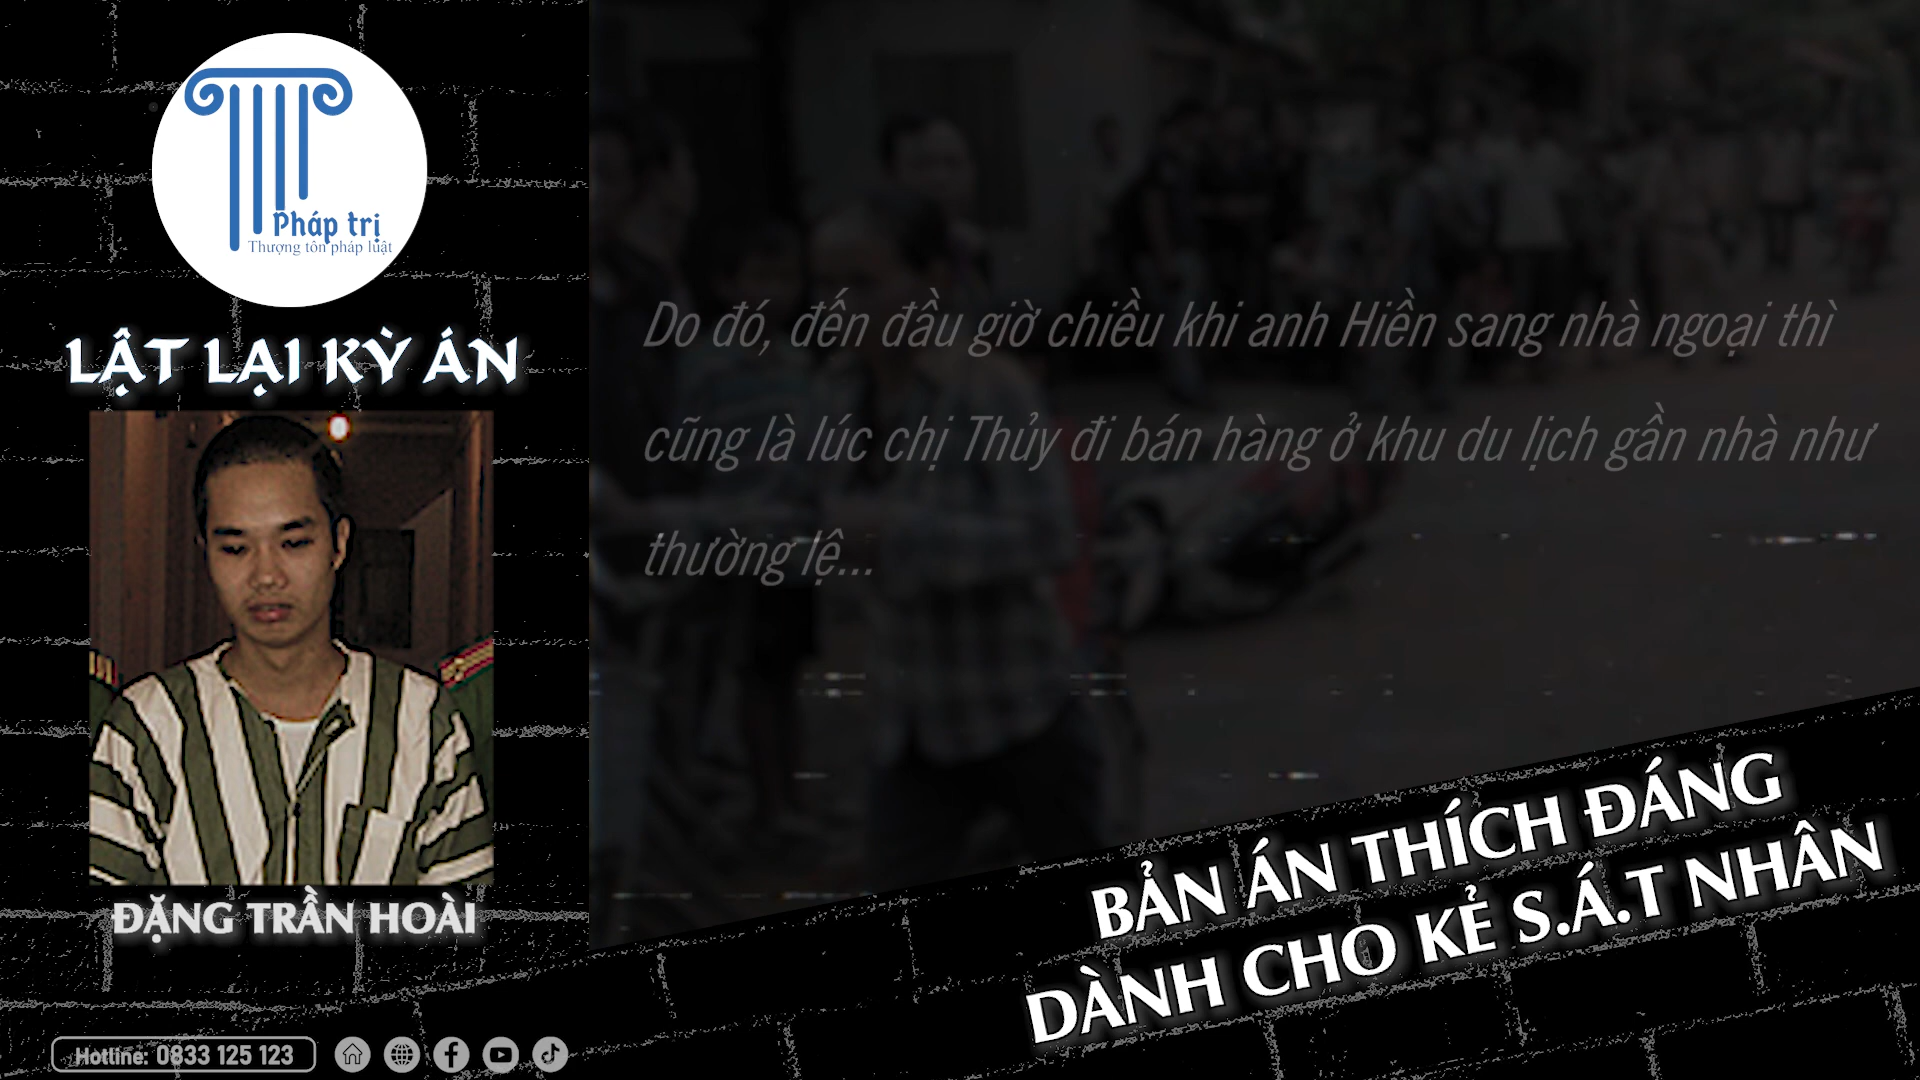 Pháp trị
Thượng tôn pháp luật
LẬT LẠI KỲ ÁN
ĐẶNG TRẦN HOÀI
Do đó, đến đầu giờ chiều khi anh Hiền sang nhà ngoại thì
cũng là lúc chị Thủy đi bán hàng ở khu du lịch gần nhà như
thường lệ...
BẢN ÁN THÍCH ĐÁNG
DÀNH CHO KẺ S.Á.T NHÂN
Hotline: 0833 125 123